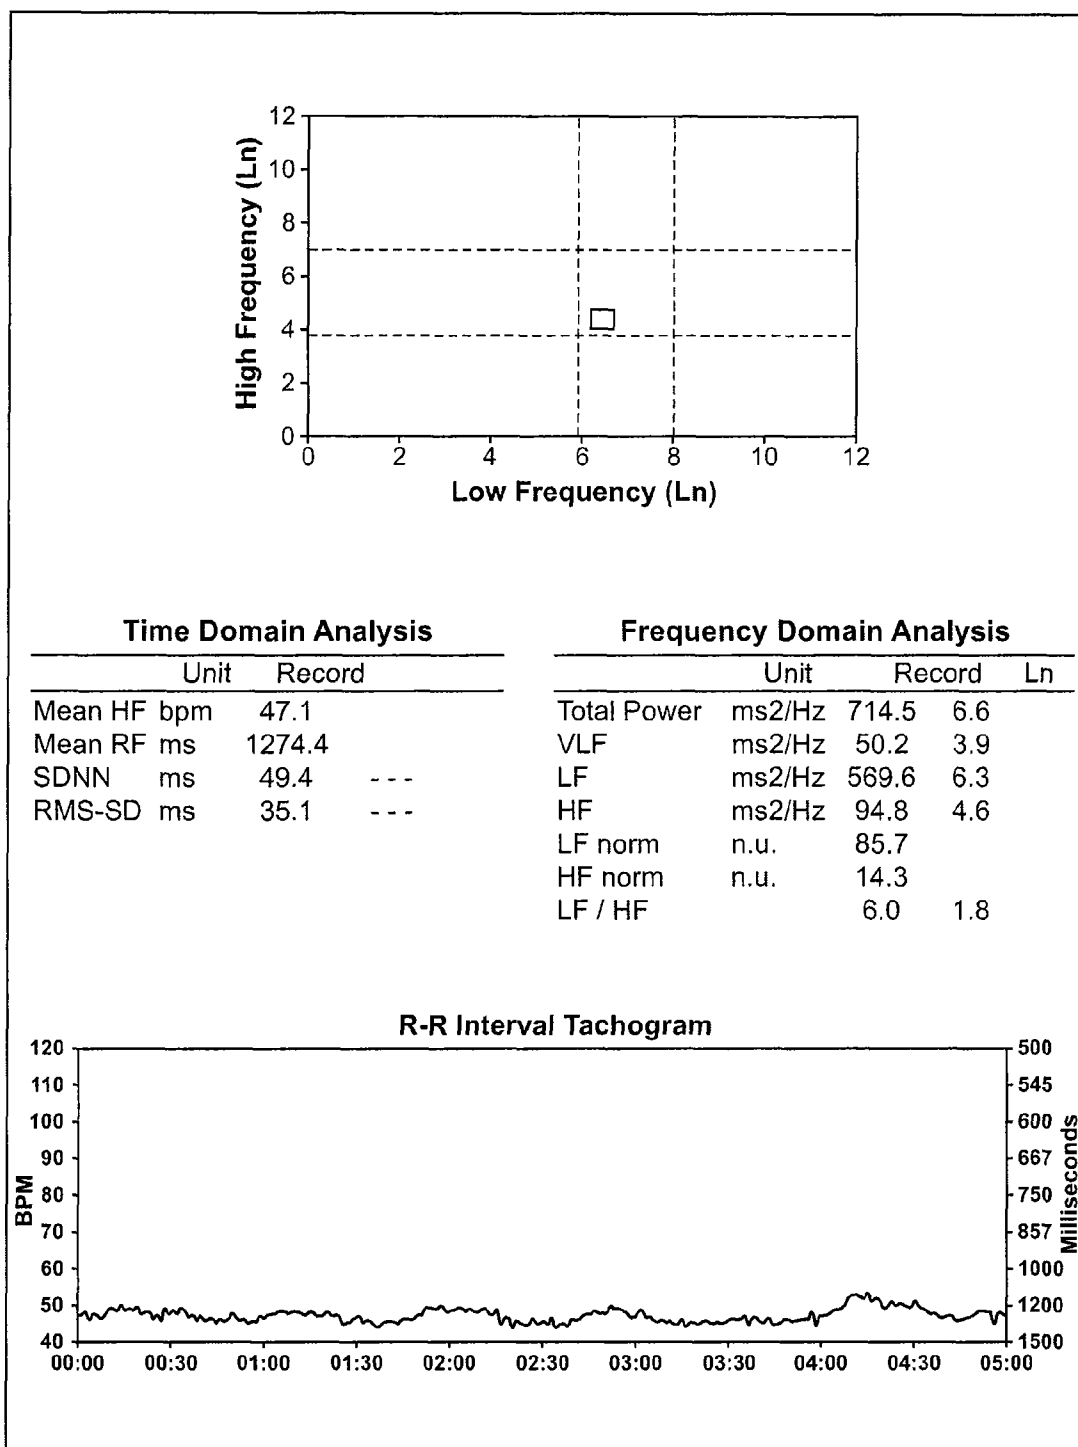 12
10
8
6
4
2
0
High Frequency (Ln)
0 2 4 6 8 10 12
Low Frequency (Ln)
Time Domain Analysis
Unit Record
Mean HF bpm 47.1
Mean RF ms 1274.4
SDNN ms 49.4 ---
RMS-SD ms 35.1 ---
Frequency Domain Analysis
Unit Record Ln
Total Power ms2/Hz 714.5 6.6
VLF ms2/Hz 50.2 3.9
LF ms2/Hz 569.6 6.3
HF ms2/Hz 94.8 4.6
LF norm n.u. 85.7
HF norm n.u. 14.3
LF / HF 6.0 1.8
R-R Interval Tachogram
120 500
110 545
100 600
90 667
80 750
70 857
60 1000
50 1200
40 1500
BPM
Milliseconds
00:00 00:30 01:00 01:30 02:00 02:30 03:00 03:30 04:00 04:30 05:00